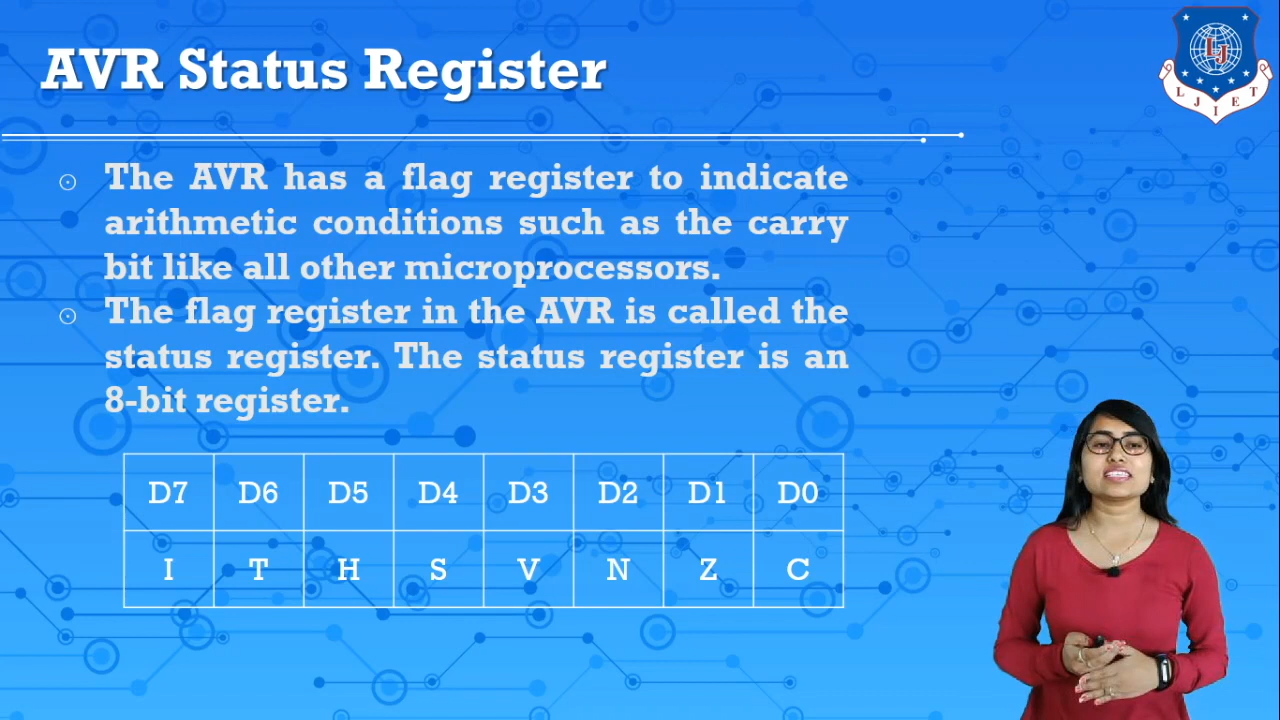 AVR Status Register
The AVR has a flag register to indicate
arithmetic conditions such as the carry
bit like all other microprocessors.
The flag register in the AVR is called the
status register. The status register is an
8-bit register.
D7 D6 D5 D4 D3 D2 D1 D0
I T H S V N Z C
LJ
LJIET